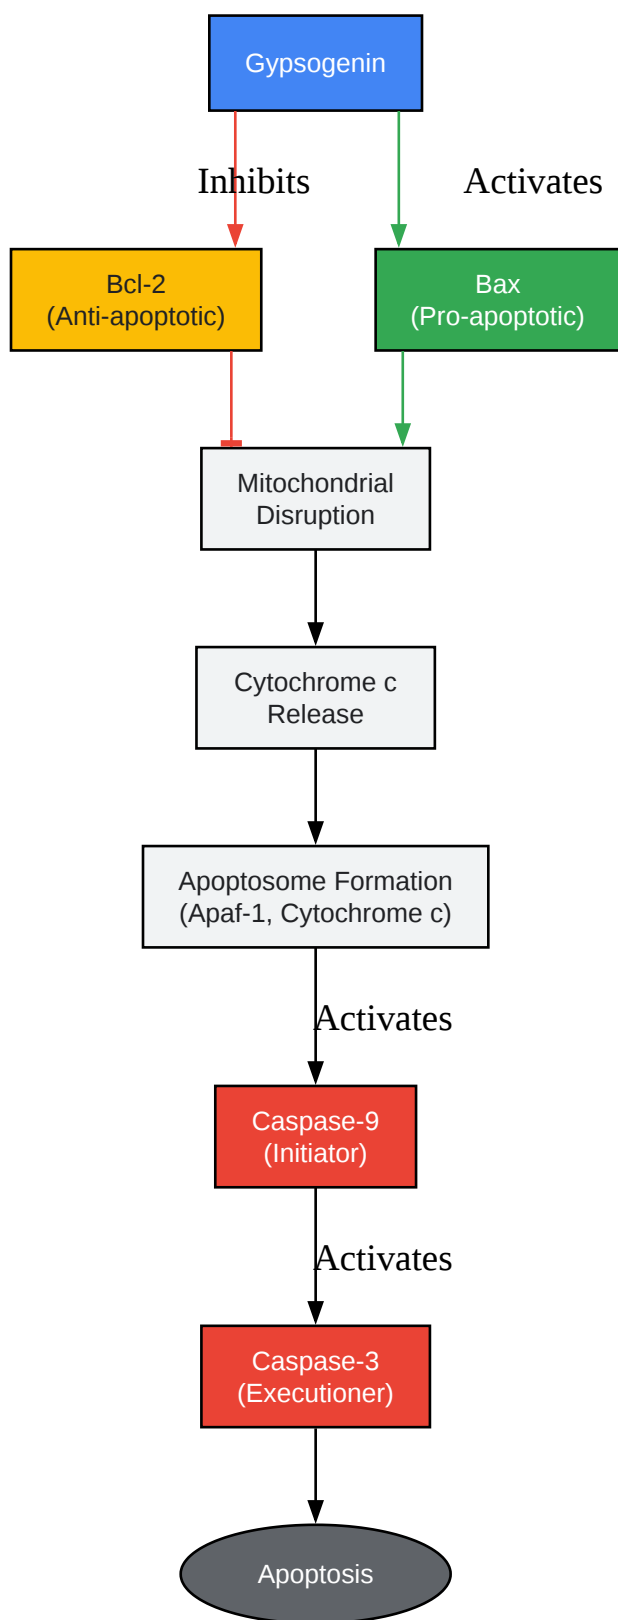 Gypsogenin
Inhibits
Activates
Bcl-2
(Anti-apoptotic)
Bax
(Pro-apoptotic)
Mitochondrial
Disruption
Cytochrome c
Release
Apoptosome Formation
(Apaf-1, Cytochrome c)
Activates
Caspase-9
(Initiator)
Activates
Caspase-3
(Executioner)
Apoptosis